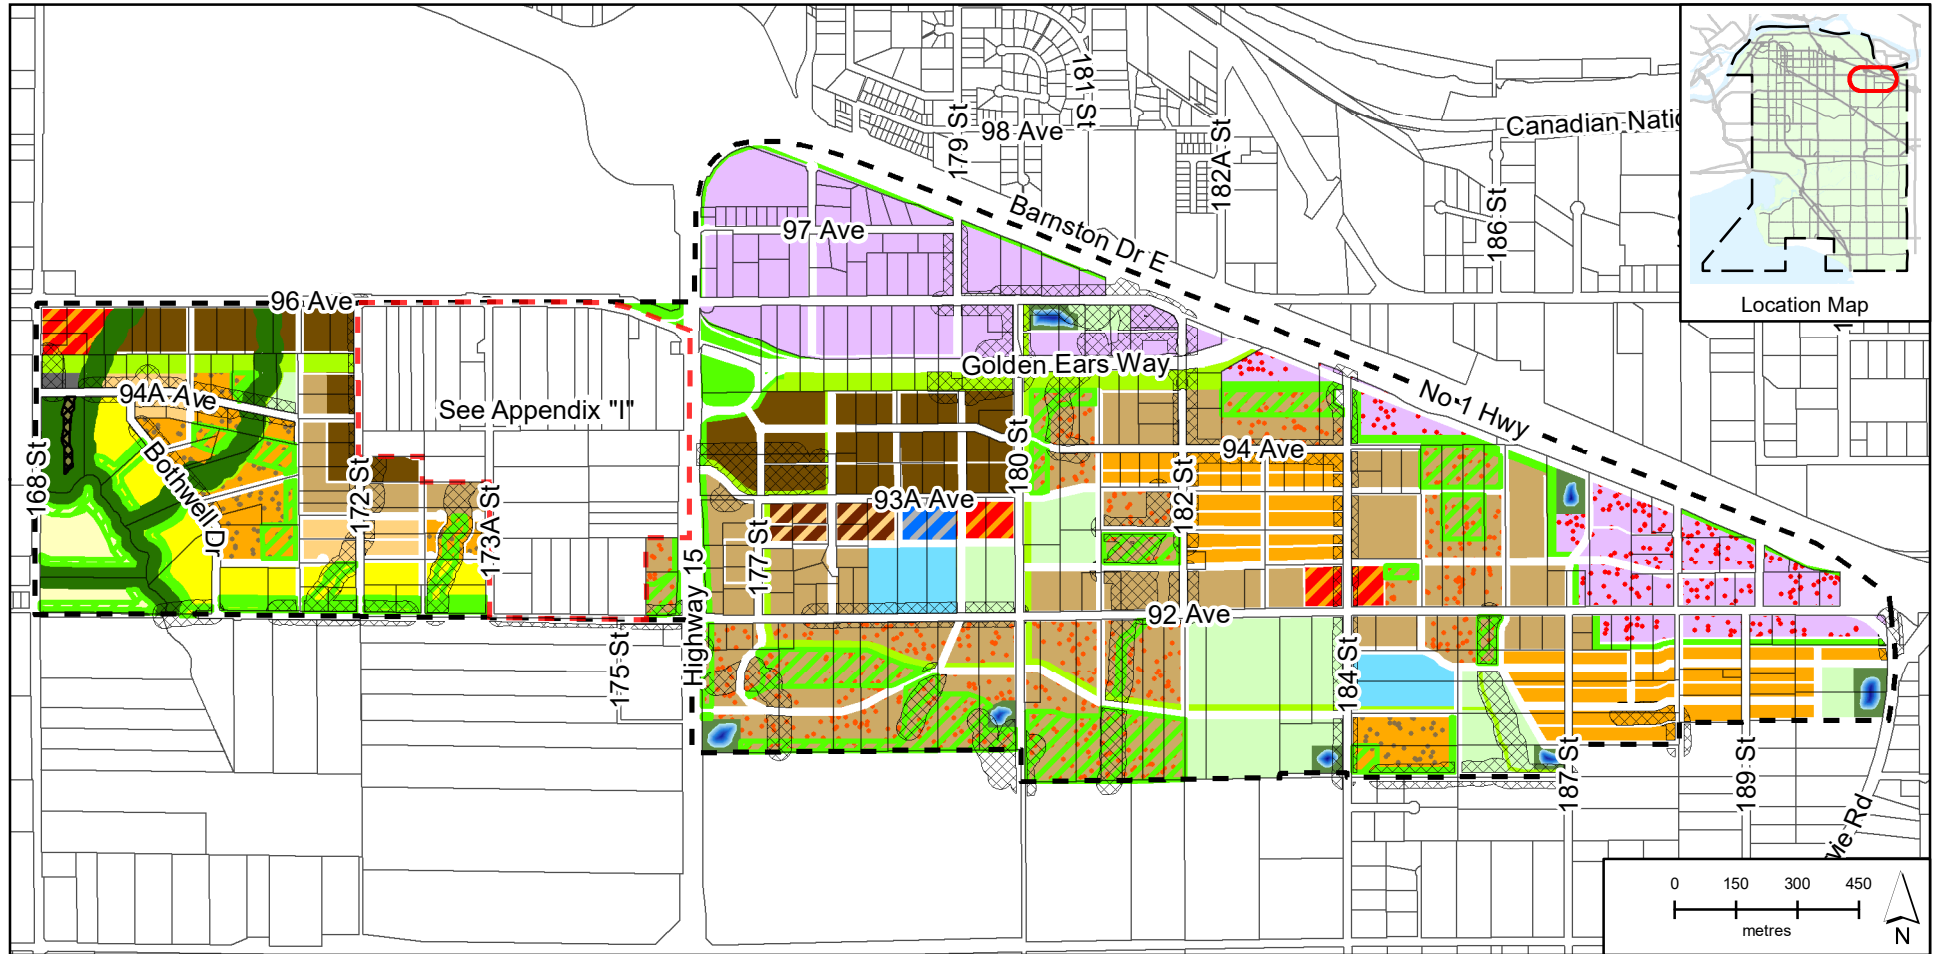 181 St
179 St
98 Ave
182A St
Canadian Natio
186 St
Barnston Dr E
97 Ave
Location Map
96 Ave
Golden Ears Way
94A Ave
See Appendix "I"
No 1 Hwy
Bothwell Dr
168 St
172 St
173A St
180 St
94 Ave
182 St
93A Ave
177 St
Highway 15
92 Ave
175 St
184 St
187 St
189 St
vie Rd
0 150 300 450
metres
N